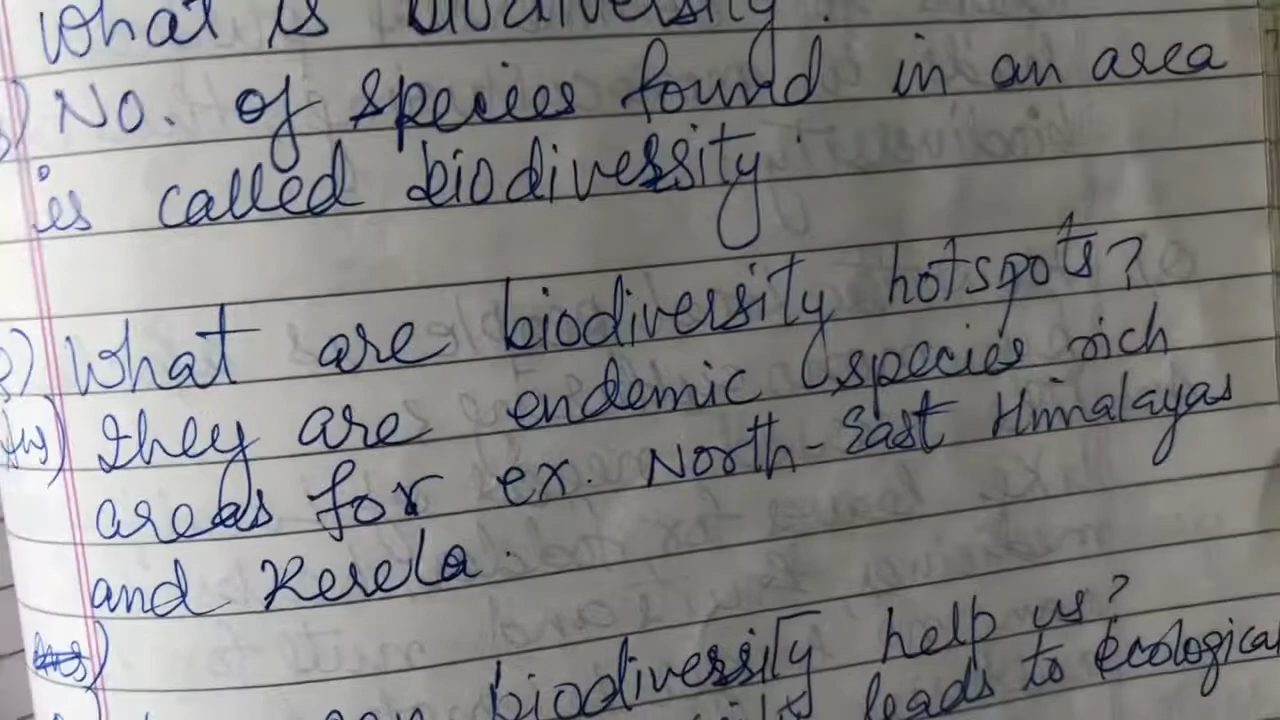 What is biodiversity.
No. of species found in an area
is called biodiversity.
What are biodiversity hotspots?
Ans) They are endemic species rich
areas for ex. North-East Himalayas
and Kerela.
biodiversity help us?
leads to ecological